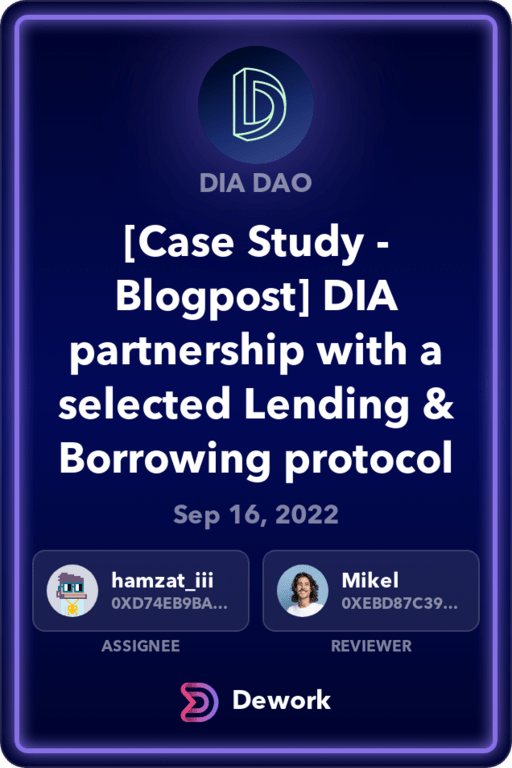 DIA DAO
[Case Study -
Blogpost] DIA
partnership with a
selected Lending &
Borrowing protocol
Sep 16, 2022
hamzat_iii
0XD74EB9BA...
ASSIGNEE
Mikel
0XEBD87C39...
REVIEWER
Dework